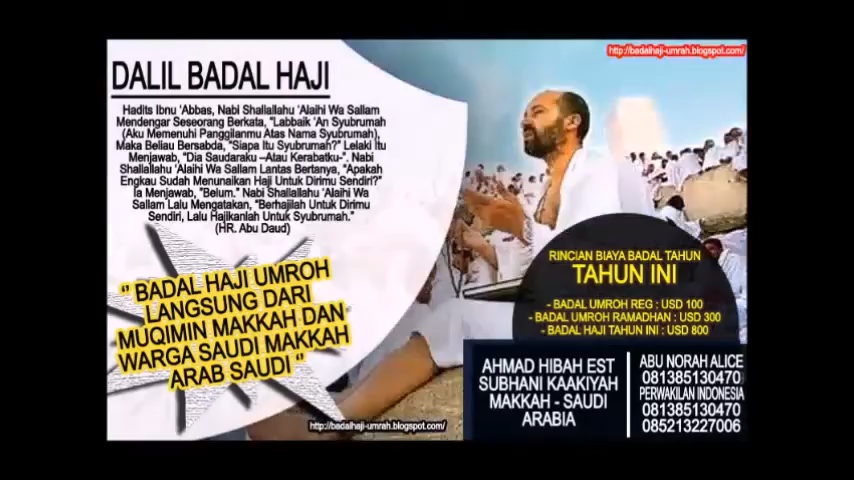 http://badalhaji-umrah.blogspot.com/
DALIL BADAL HAJI
Hadits Ibnu 'Abbas, Nabi Shallallahu 'Alaihi Wa Sallam
Mendengar Seseorang Berkata, "Labbaik 'An Syubrumah
(Aku Memenuhi Panggilanmu Atas Nama Syubrumah),
Maka Beliau Bersabda, "Siapa Itu Syubrumah?" Lelaki Itu
Menjawab, "Dia Saudaraku –Atau Kerabatku-". Nabi
Shallallahu 'Alaihi Wa Sallam Lantas Bertanya, "Apakah
Engkau Sudah Menunaikan Haji Untuk Dirimu Sendiri?"
Ia Menjawab, "Belum." Nabi Shallallahu 'Alaihi Wa
Sallam Lalu Mengatakan, "Berhajilah Untuk Dirimu
Sendiri, Lalu Hajikanlah Untuk Syubrumah."
(HR. Abu Daud)
" BADAL HAJI UMROH
LANGSUNG DARI
MUQIMIN MAKKAH DAN
WARGA SAUDI MAKKAH
ARAB SAUDI "
RINCIAN BIAYA BADAL TAHUN
TAHUN INI
- BADAL UMROH REG : USD 100
- BADAL UMROH RAMADHAN : USD 300
- BADAL HAJI TAHUN INI : USD 800
AHMAD HIBAH EST
SUBHANI KAAKIYAH
MAKKAH - SAUDI
ARABIA
ABU NORAH ALICE
081385130470
PERWAKILAN INDONESIA
081385130470
085213227006
http://badalhaji-umrah.blogspot.com/